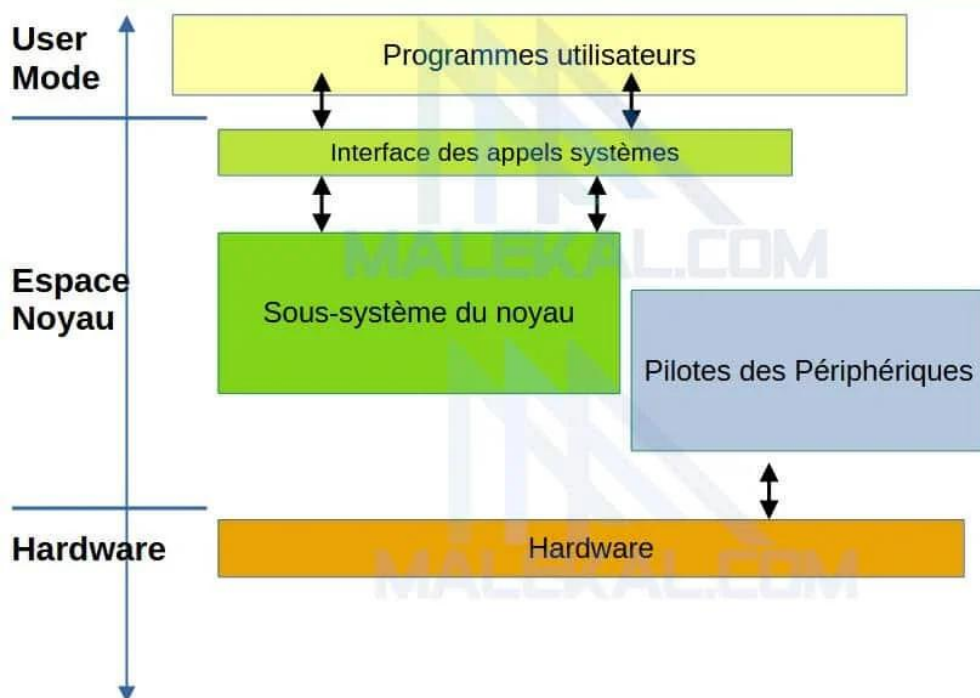 User
Mode
Programmes utilisateurs
Interface des appels systèmes
MALEKAL.COM
Espace
Noyau
Sous-système du noyau
Pilotes des Périphériques
Hardware
Hardware
MALEKAL.COM